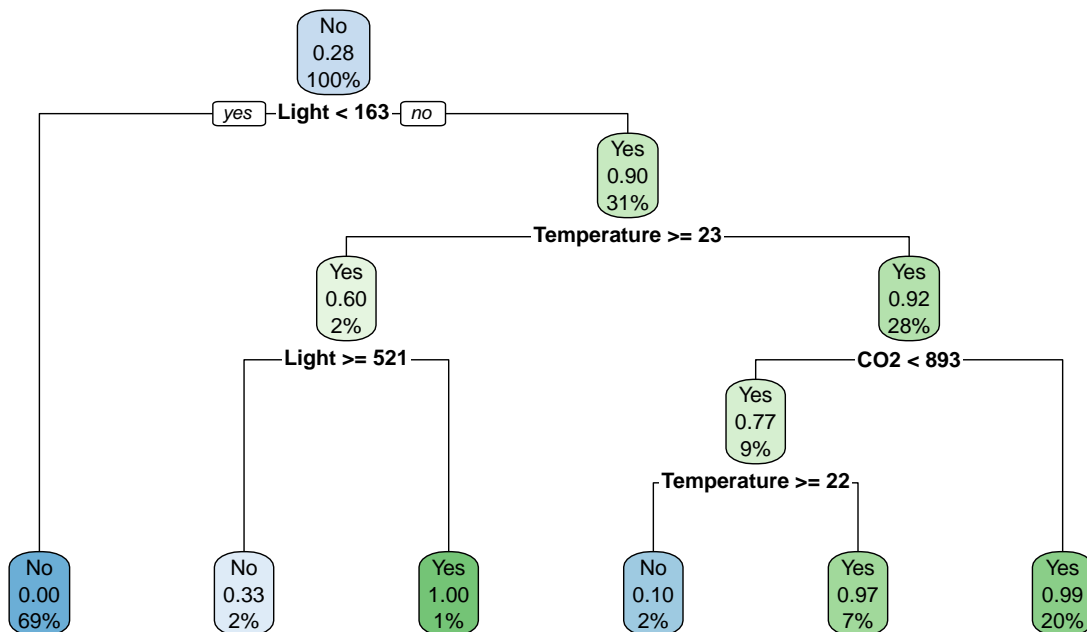 No
0.28
100%
yes Light < 163 no
Yes
0.90
31%
Temperature >= 23
Yes
0.60
2%
Yes
0.92
28%
Light >= 521
CO2 < 893
Yes
0.77
9%
Temperature >= 22
No
0.00
69%
No
0.33
2%
Yes
1.00
1%
No
0.10
2%
Yes
0.97
7%
Yes
0.99
20%